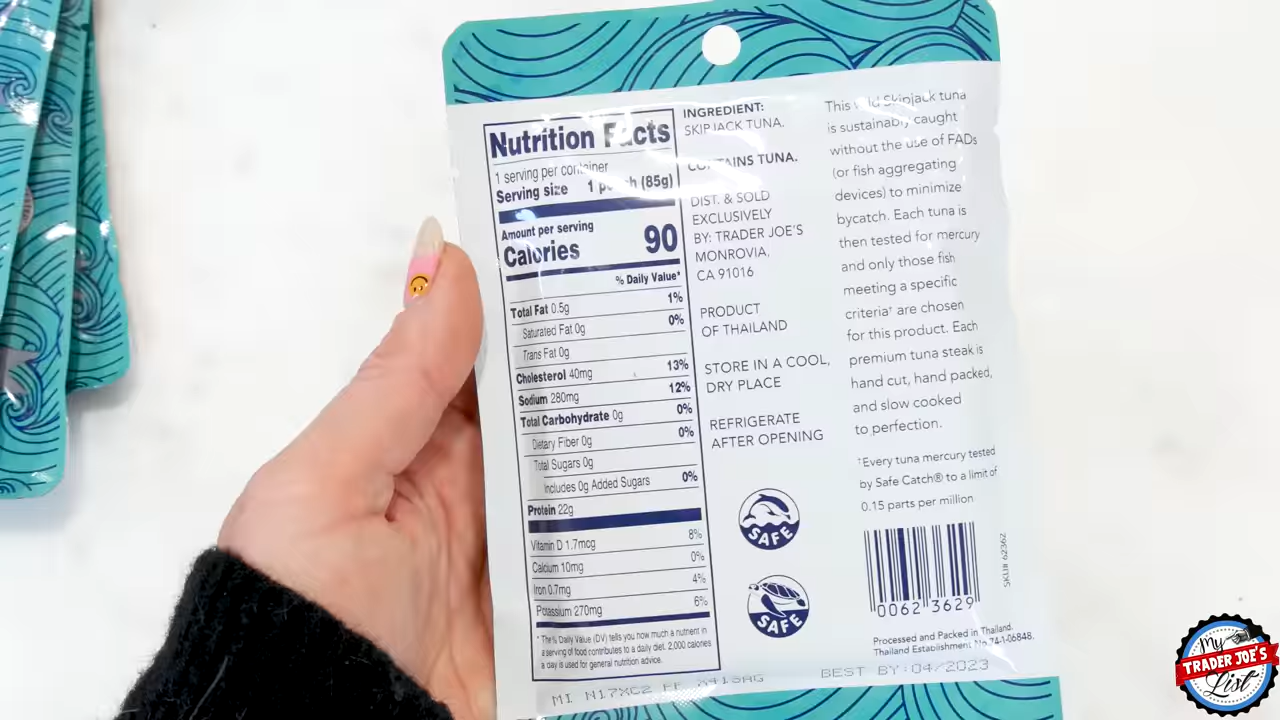 Nutrition Facts
1 serving per container
Serving size 1 pouch (85g)
Amount per serving
Calories 90
% Daily Value*
Total Fat 0.5g 1%
Saturated Fat 0g 0%
Trans Fat 0g
Cholesterol 40mg 13%
Sodium 280mg 12%
Total Carbohydrate 0g 0%
Dietary Fiber 0g 0%
Total Sugars 0g
Includes 0g Added Sugars 0%
Protein 22g
Vitamin D 1.7mcg 8%
Calcium 10mg 0%
Iron 0.7mg 4%
Potassium 270mg 6%
* The % Daily Value (DV) tells you how much a nutrient in
a serving of food contributes to a daily diet. 2,000 calories
a day is used for general nutrition advice.
INGREDIENT:
SKIPJACK TUNA.
CONTAINS TUNA.
DIST. & SOLD
EXCLUSIVELY
BY: TRADER JOE'S
MONROVIA,
CA 91016
PRODUCT
OF THAILAND
STORE IN A COOL,
DRY PLACE
REFRIGERATE
AFTER OPENING
SAFE
SAFE
This wild Skipjack tuna
is sustainably caught
without the use of FADs
(or fish aggregating
devices) to minimize
bycatch. Each tuna is
then tested for mercury
and only those fish
meeting a specific
criteria† are chosen
for this product. Each
premium tuna steak is
hand cut, hand packed,
and slow cooked
to perfection.
†Every tuna mercury tested
by Safe Catch® to a limit of
0.15 parts per million
SKU# 62362
0062 3629
Processed and Packed in Thailand.
Thailand Establishment No.74-1-06848.
BEST BY:04/2023
MI N17XC2
My
TRADER JOE'S
List